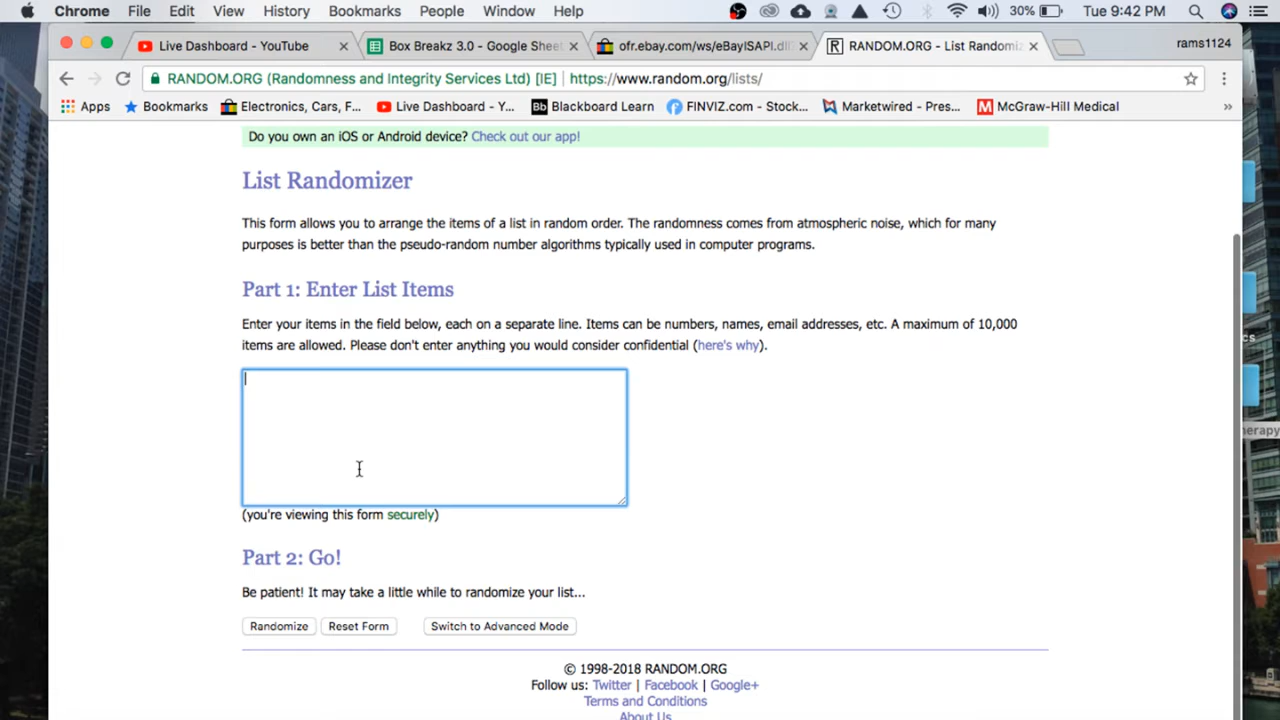 Chrome File Edit View History Bookmarks People Window Help 30% Tue 9:42 PM
Live Dashboard - YouTube Box Breakz 3.0 - Google Shee ofr.ebay.com/ws/eBayISAPI.dl RANDOM.ORG - List Randomiz rams1124
RANDOM.ORG (Randomness and Integrity Services Ltd) [IE] https://www.random.org/lists/
Apps Bookmarks Electronics, Cars, F... Live Dashboard - Y... Bb Blackboard Learn FINVIZ.com - Stock... Marketwired - Pres... M McGraw-Hill Medical »
Do you own an iOS or Android device? Check out our app!
List Randomizer
This form allows you to arrange the items of a list in random order. The randomness comes from atmospheric noise, which for many
purposes is better than the pseudo-random number algorithms typically used in computer programs.
Part 1: Enter List Items
Enter your items in the field below, each on a separate line. Items can be numbers, names, email addresses, etc. A maximum of 10,000
items are allowed. Please don't enter anything you would consider confidential (here's why).
(you're viewing this form securely)
Part 2: Go!
Be patient! It may take a little while to randomize your list...
Randomize Reset Form Switch to Advanced Mode
© 1998-2018 RANDOM.ORG
Follow us: Twitter | Facebook | Google+
Terms and Conditions
About Us